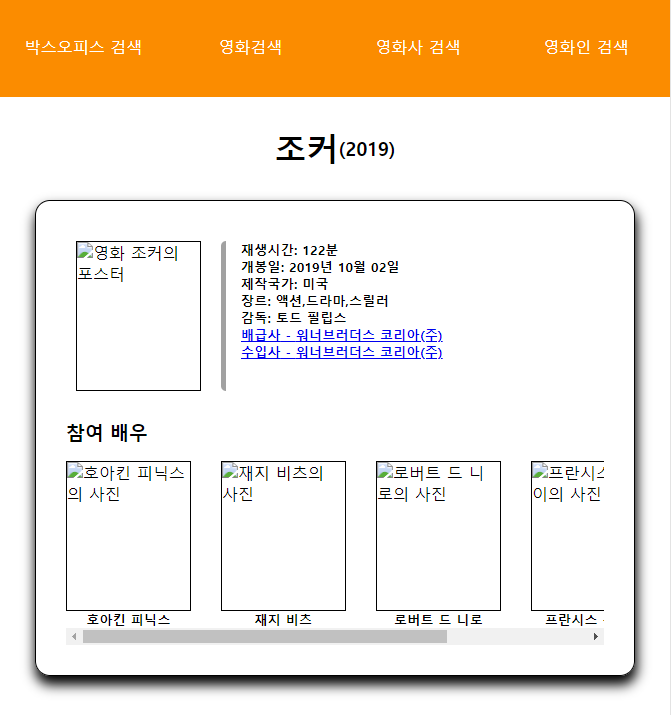 박스오피스 검색 영화검색 영화사 검색 영화인 검색
조커(2019)
영화 조커의
포스터
재생시간: 122분
개봉일: 2019년 10월 02일
제작국가: 미국
장르: 액션,드라마,스릴러
감독: 토드 필립스
배급사 - 워너브러더스 코리아(주)
수입사 - 워너브러더스 코리아(주)
참여 배우
호아킨 피닉스
의 사진
재지 비츠의
사진
로버트 드 니
로의 사진
프란시스
이의 사진
호아킨 피닉스
재지 비츠
로버트 드 니로
프란시스